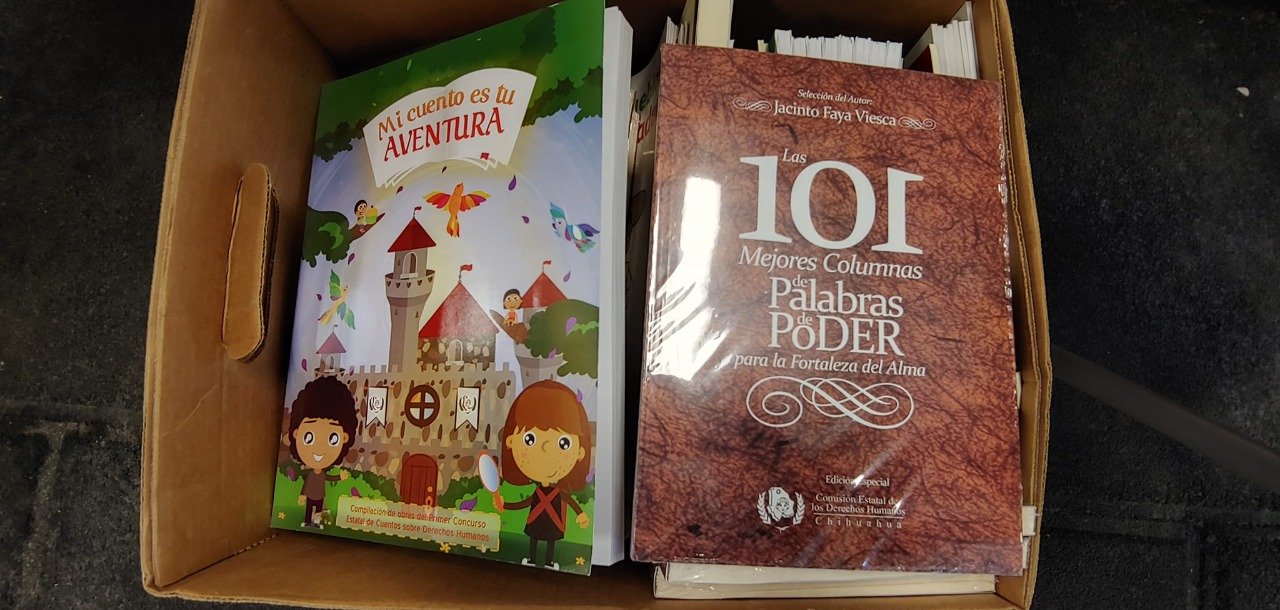 Mi cuento es tu
AVENTURA
Compilación de obras del Primer Concurso
Estatal de Cuentos sobre Derechos Humanos
Selección del Autor:
Jacinto Faya Viesca
Las
101
Mejores Columnas
de
Palabras
de
PoDER
para la Fortaleza del Alma
Edición Especial
Comisión Estatal de
los Derechos Humanos
Chihuahua